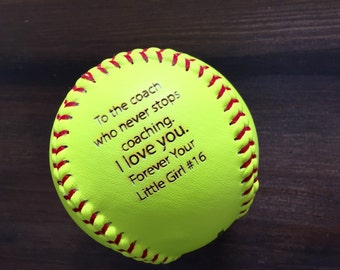 To the coach
who never stops
coaching.
I love you.
Forever Your
Little Girl #16